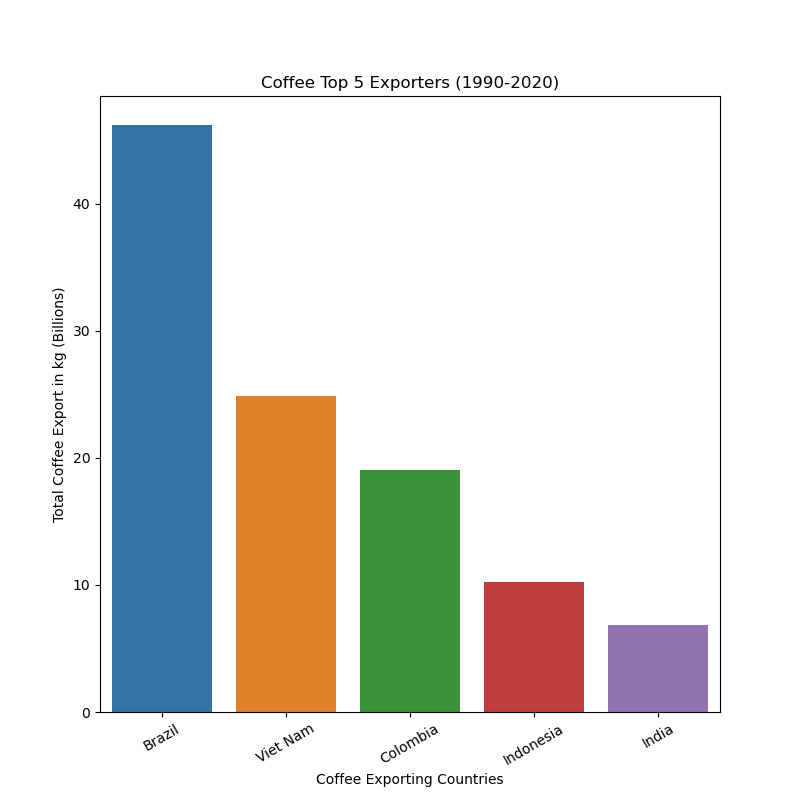 Coffee Top 5 Exporters (1990-2020)
Total Coffee Export in kg (Billions)
40
30
20
10
0
Brazil
Viet Nam
Colombia
Indonesia
India
Coffee Exporting Countries